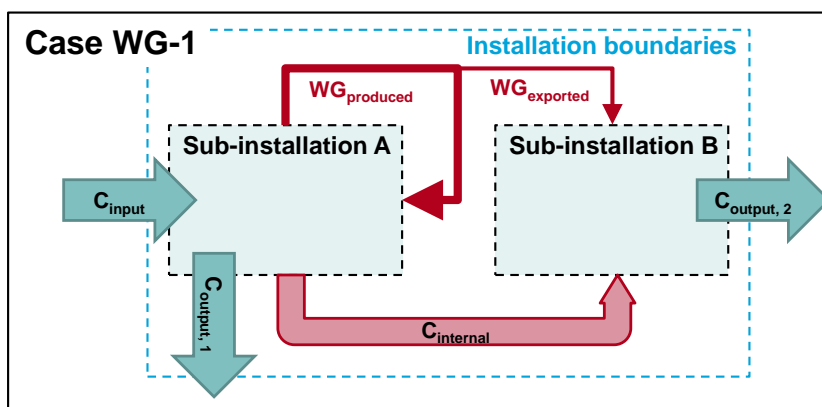 Case WG-1
Installation boundaries
WGproduced
WGexported
Sub-installation A
Sub-installation B
Cinput
Coutput, 2
Coutput, 1
Cinternal